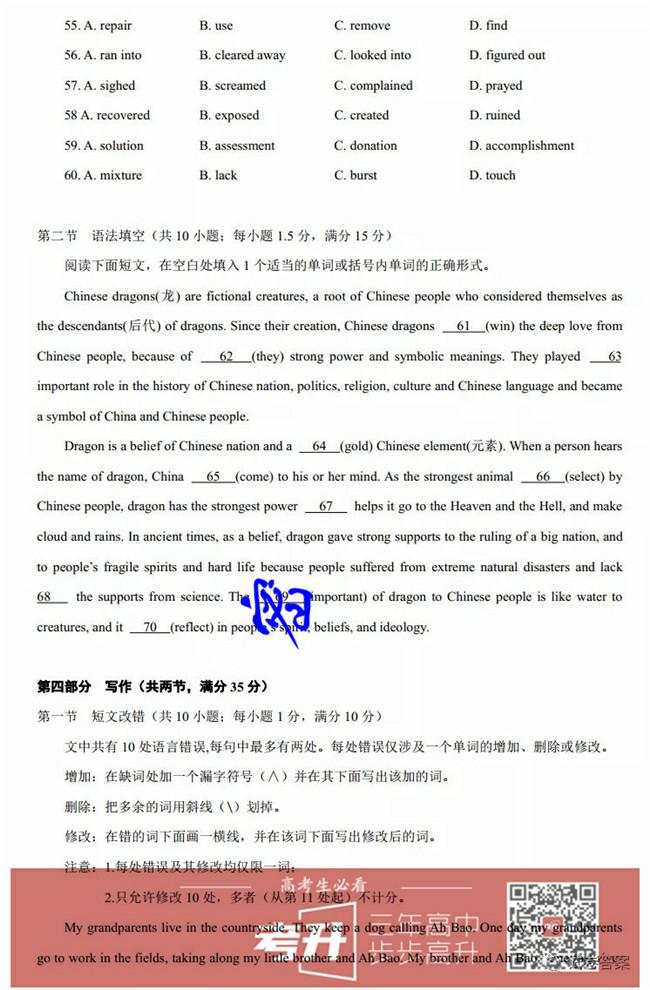 55. A. repair B. use C. remove D. find
56. A. ran into B. cleared away C. looked into D. figured out
57. A. sighed B. screamed C. complained D. prayed
58 A. recovered B. exposed C. created D. ruined
59. A. solution B. assessment C. donation D. accomplishment
60. A. mixture B. lack C. burst D. touch
第二节 语法填空（共 10 小题；每小题 1.5 分，满分 15 分）
阅读下面短文，在空白处填入 1 个适当的单词或括号内单词的正确形式。
Chinese dragons(龙) are fictional creatures, a root of Chinese people who considered themselves as
the descendants(后代) of dragons. Since their creation, Chinese dragons 61 (win) the deep love from
Chinese people, because of 62 (they) strong power and symbolic meanings. They played 63
important role in the history of Chinese nation, politics, religion, culture and Chinese language and became
a symbol of China and Chinese people.
Dragon is a belief of Chinese nation and a 64 (gold) Chinese element(元素). When a person hears
the name of dragon, China 65 (come) to his or her mind. As the strongest animal 66 (select) by
Chinese people, dragon has the strongest power 67 helps it go to the Heaven and the Hell, and make
cloud and rains. In ancient times, as a belief, dragon gave strong supports to the ruling of a big nation, and
to people's fragile spirits and hard life because people suffered from extreme natural disasters and lack
68 the supports from science. The 69 (important) of dragon to Chinese people is like water to
creatures, and it 70 (reflect) in people's spirit, beliefs, and ideology.
第四部分 写作（共两节，满分 35 分）
第一节 短文改错（共 10 小题；每小题 1 分，满分 10 分）
文中共有 10 处语言错误,每句中最多有两处。每处错误仅涉及一个单词的增加、删除或修改。
增加：在缺词处加一个漏字符号（∧）并在其下面写出该加的词。
删除：把多余的词用斜线（\）划掉。
修改：在错的词下面画一横线，并在该词下面写出修改后的词。
注意：1.每处错误及其修改均仅限一词；
高考生必看
2.只允许修改 10 处，多者（从第 11 处起）不计分。
My grandparents live in the countryside. They keep a dog calling Ah Bao. One day my grandparents
考升
三年高中
步步高升
go to work in the fields, taking along my little brother and Ah Bao. My brother and Ah Bao